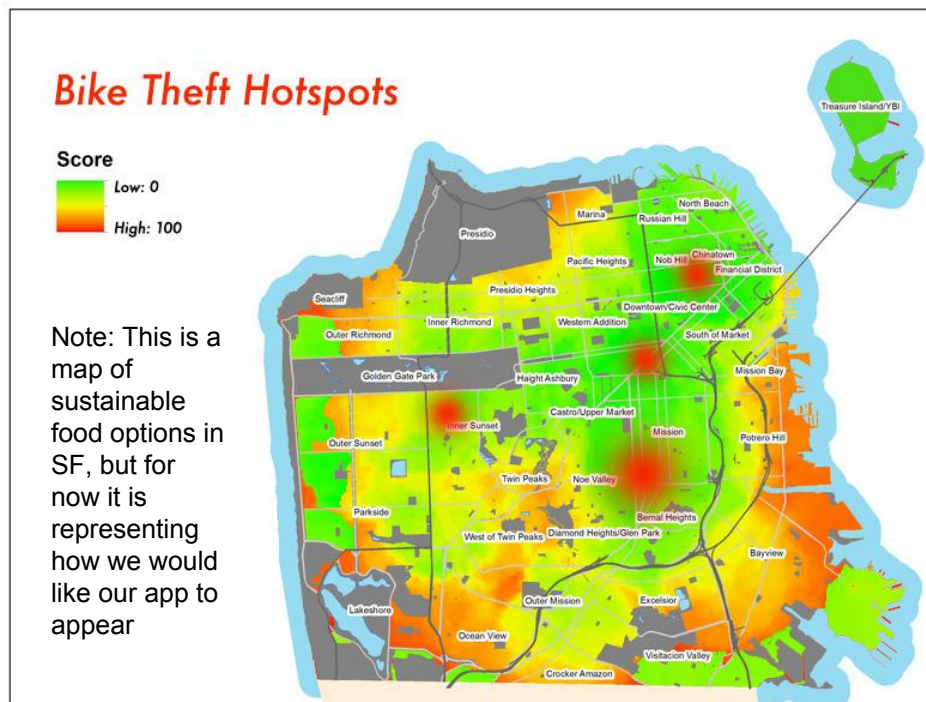 Bike Theft Hotspots
Score
Low: 0
High: 100
Note: This is a
map of
sustainable
food options in
SF, but for
now it is
representing
how we would
like our app to
appear
Treasure Island/YBI
North Beach
Marina
Russian Hill
Presidio
Chinatown
Nob Hill
Pacific Heights
Financial District
Presidio Heights
Seacliff
Downtown/Civic Center
Inner Richmond
Western Addition
Outer Richmond
South of Market
Mission Bay
Golden Gate Park
Haight Ashbury
Castro/Upper Market
Inner Sunset
Mission
Outer Sunset
Potrero Hill
Twin Peaks
Noe Valley
Parkside
Bernal Heights
West of Twin Peaks
Diamond Heights/Glen Park
Bayview
Outer Mission
Excelsior
Lakeshore
Ocean View
Visitacion Valley
Crocker Amazon